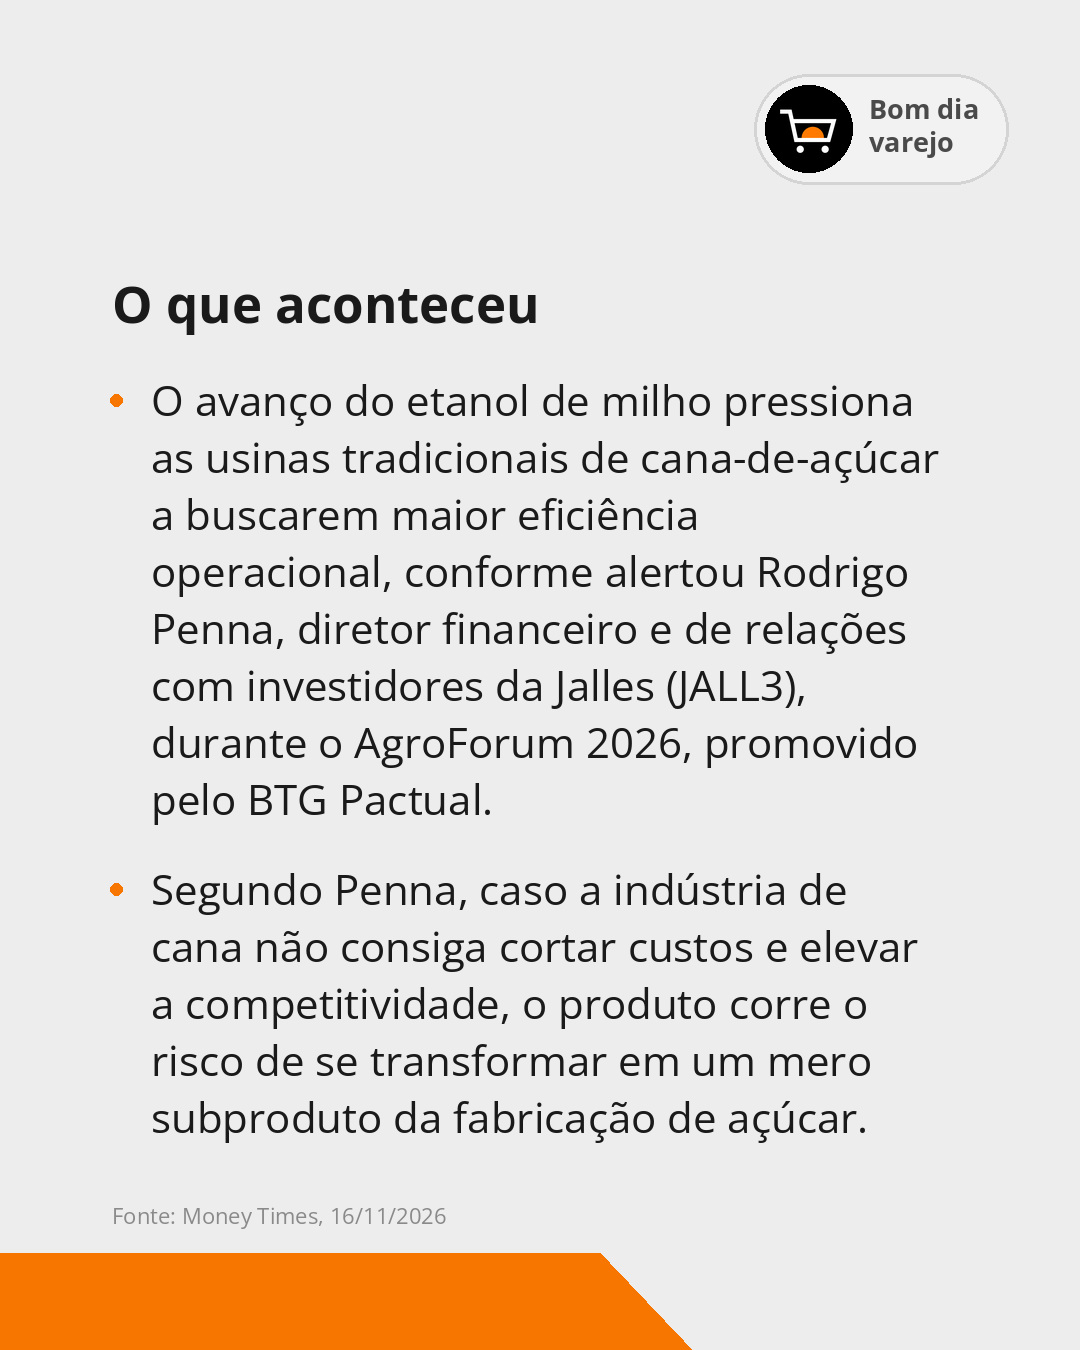 Bom dia
varejo
O que aconteceu
O avanço do etanol de milho pressiona
as usinas tradicionais de cana-de-açúcar
a buscarem maior eficiência
operacional, conforme alertou Rodrigo
Penna, diretor financeiro e de relações
com investidores da Jalles (JALL3),
durante o AgroForum 2026, promovido
pelo BTG Pactual.
Segundo Penna, caso a indústria de
cana não consiga cortar custos e elevar
a competitividade, o produto corre o
risco de se transformar em um mero
subproduto da fabricação de açúcar.
Fonte: Money Times, 16/11/2026